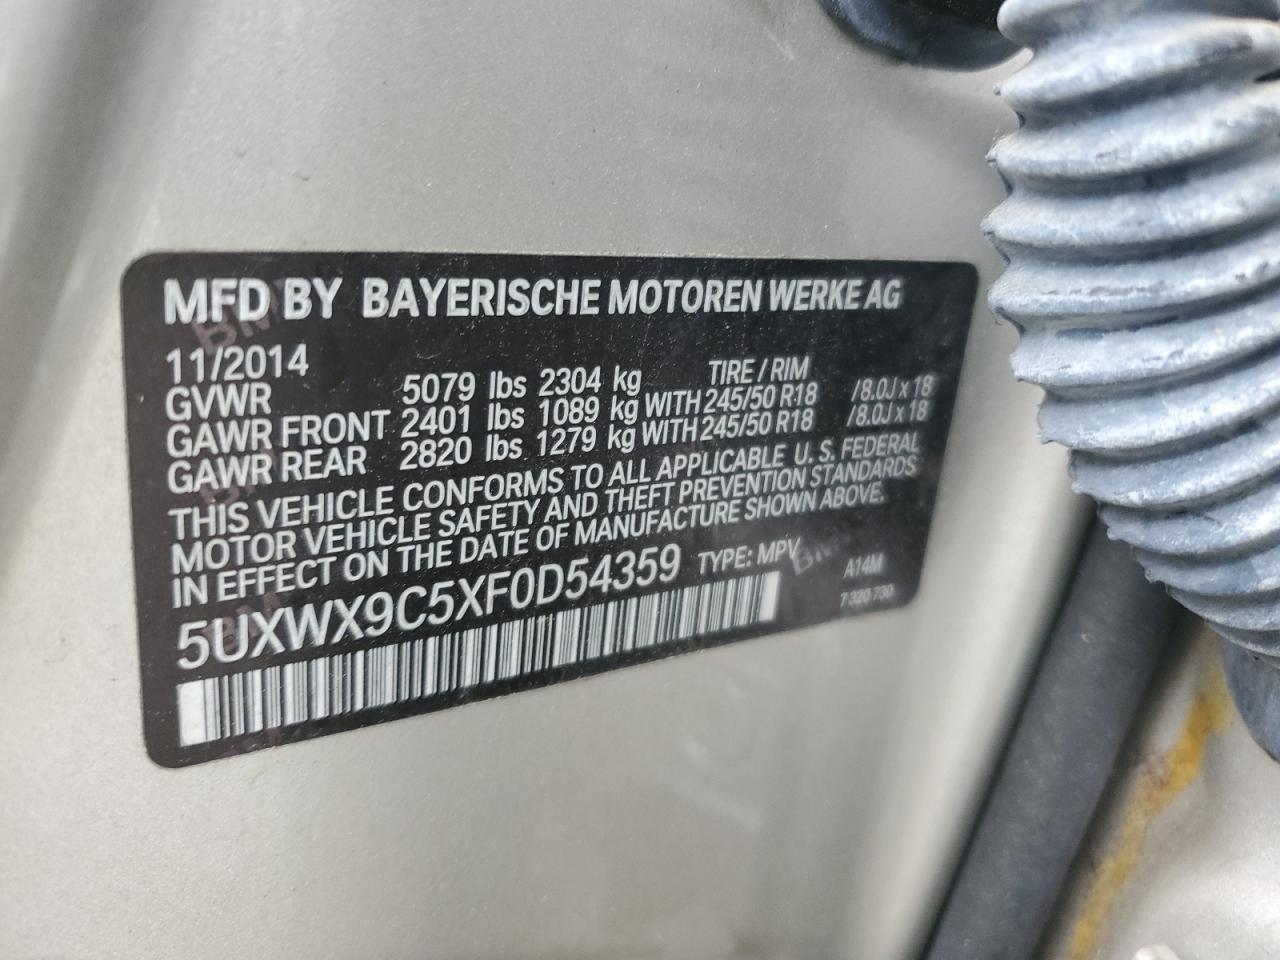 MFD BY BAYERISCHE MOTOREN WERKE AG
11/2014
GVWR 5079 lbs 2304 kg TIRE / RIM
GAWR FRONT 2401 lbs 1089 kg WITH 245/50 R18 /8.0J x 18
GAWR REAR 2820 lbs 1279 kg WITH 245/50 R18 /8.0J x 18
THIS VEHICLE CONFORMS TO ALL APPLICABLE U. S. FEDERAL
MOTOR VEHICLE SAFETY AND THEFT PREVENTION STANDARDS
IN EFFECT ON THE DATE OF MANUFACTURE SHOWN ABOVE.
5UXWX9C5XF0D54359 TYPE: MPV A14M
7 320 730